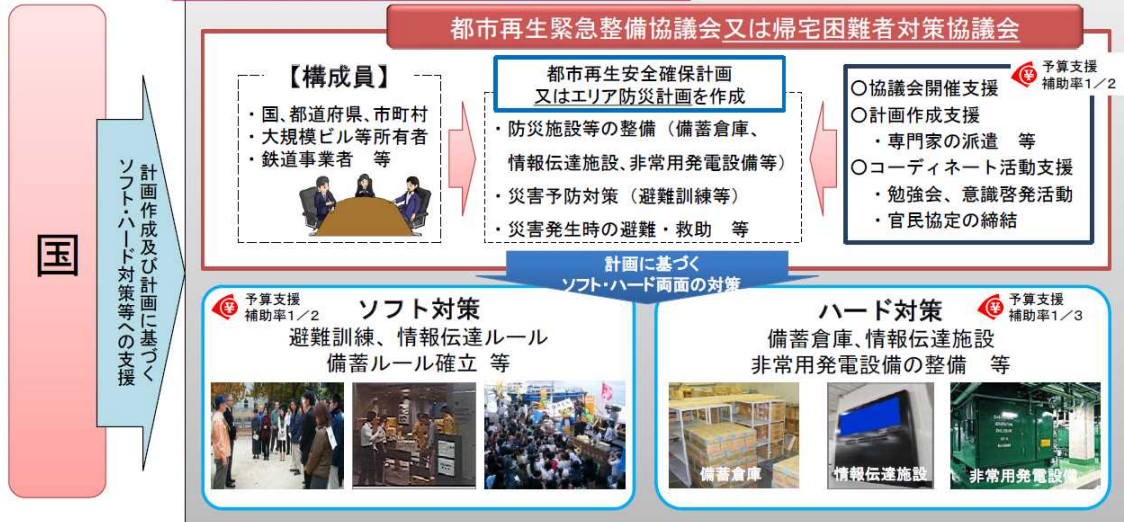 国
計画作成及び計画に基づく
ソフト・ハード対策等への支援
都市再生緊急整備協議会又は帰宅困難者対策協議会
【構成員】
・国、都道府県、市町村
・大規模ビル等所有者
・鉄道事業者 等
都市再生安全確保計画
又はエリア防災計画を作成
・防災施設等の整備（備蓄倉庫、
情報伝達施設、非常用発電設備等）
・災害予防対策（避難訓練等）
・災害発生時の避難・救助 等
予算支援
補助率1／2
○協議会開催支援
○計画作成支援
・専門家の派遣 等
○コーディネート活動支援
・勉強会、意識啓発活動
・官民協定の締結
計画に基づく
ソフト・ハード両面の対策
予算支援
補助率1／2
ソフト対策
避難訓練、情報伝達ルール
備蓄ルール確立 等
ハード対策
予算支援
補助率1／3
備蓄倉庫、情報伝達施設
非常用発電設備の整備 等
備蓄倉庫
情報伝達施設
非常用発電設備